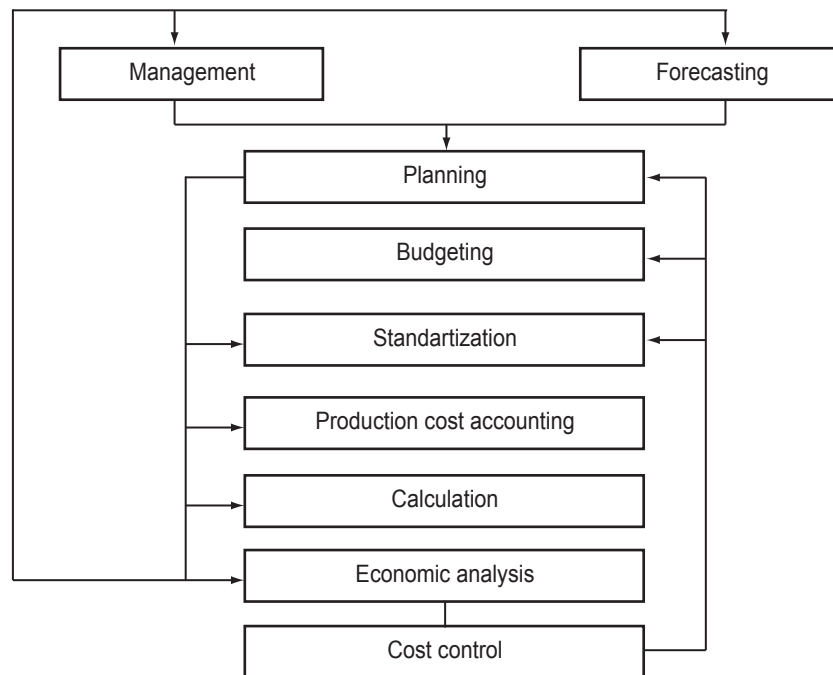 Management
Forecasting
Planning
Budgeting
Standartization
Production cost accounting
Calculation
Economic analysis
Cost control